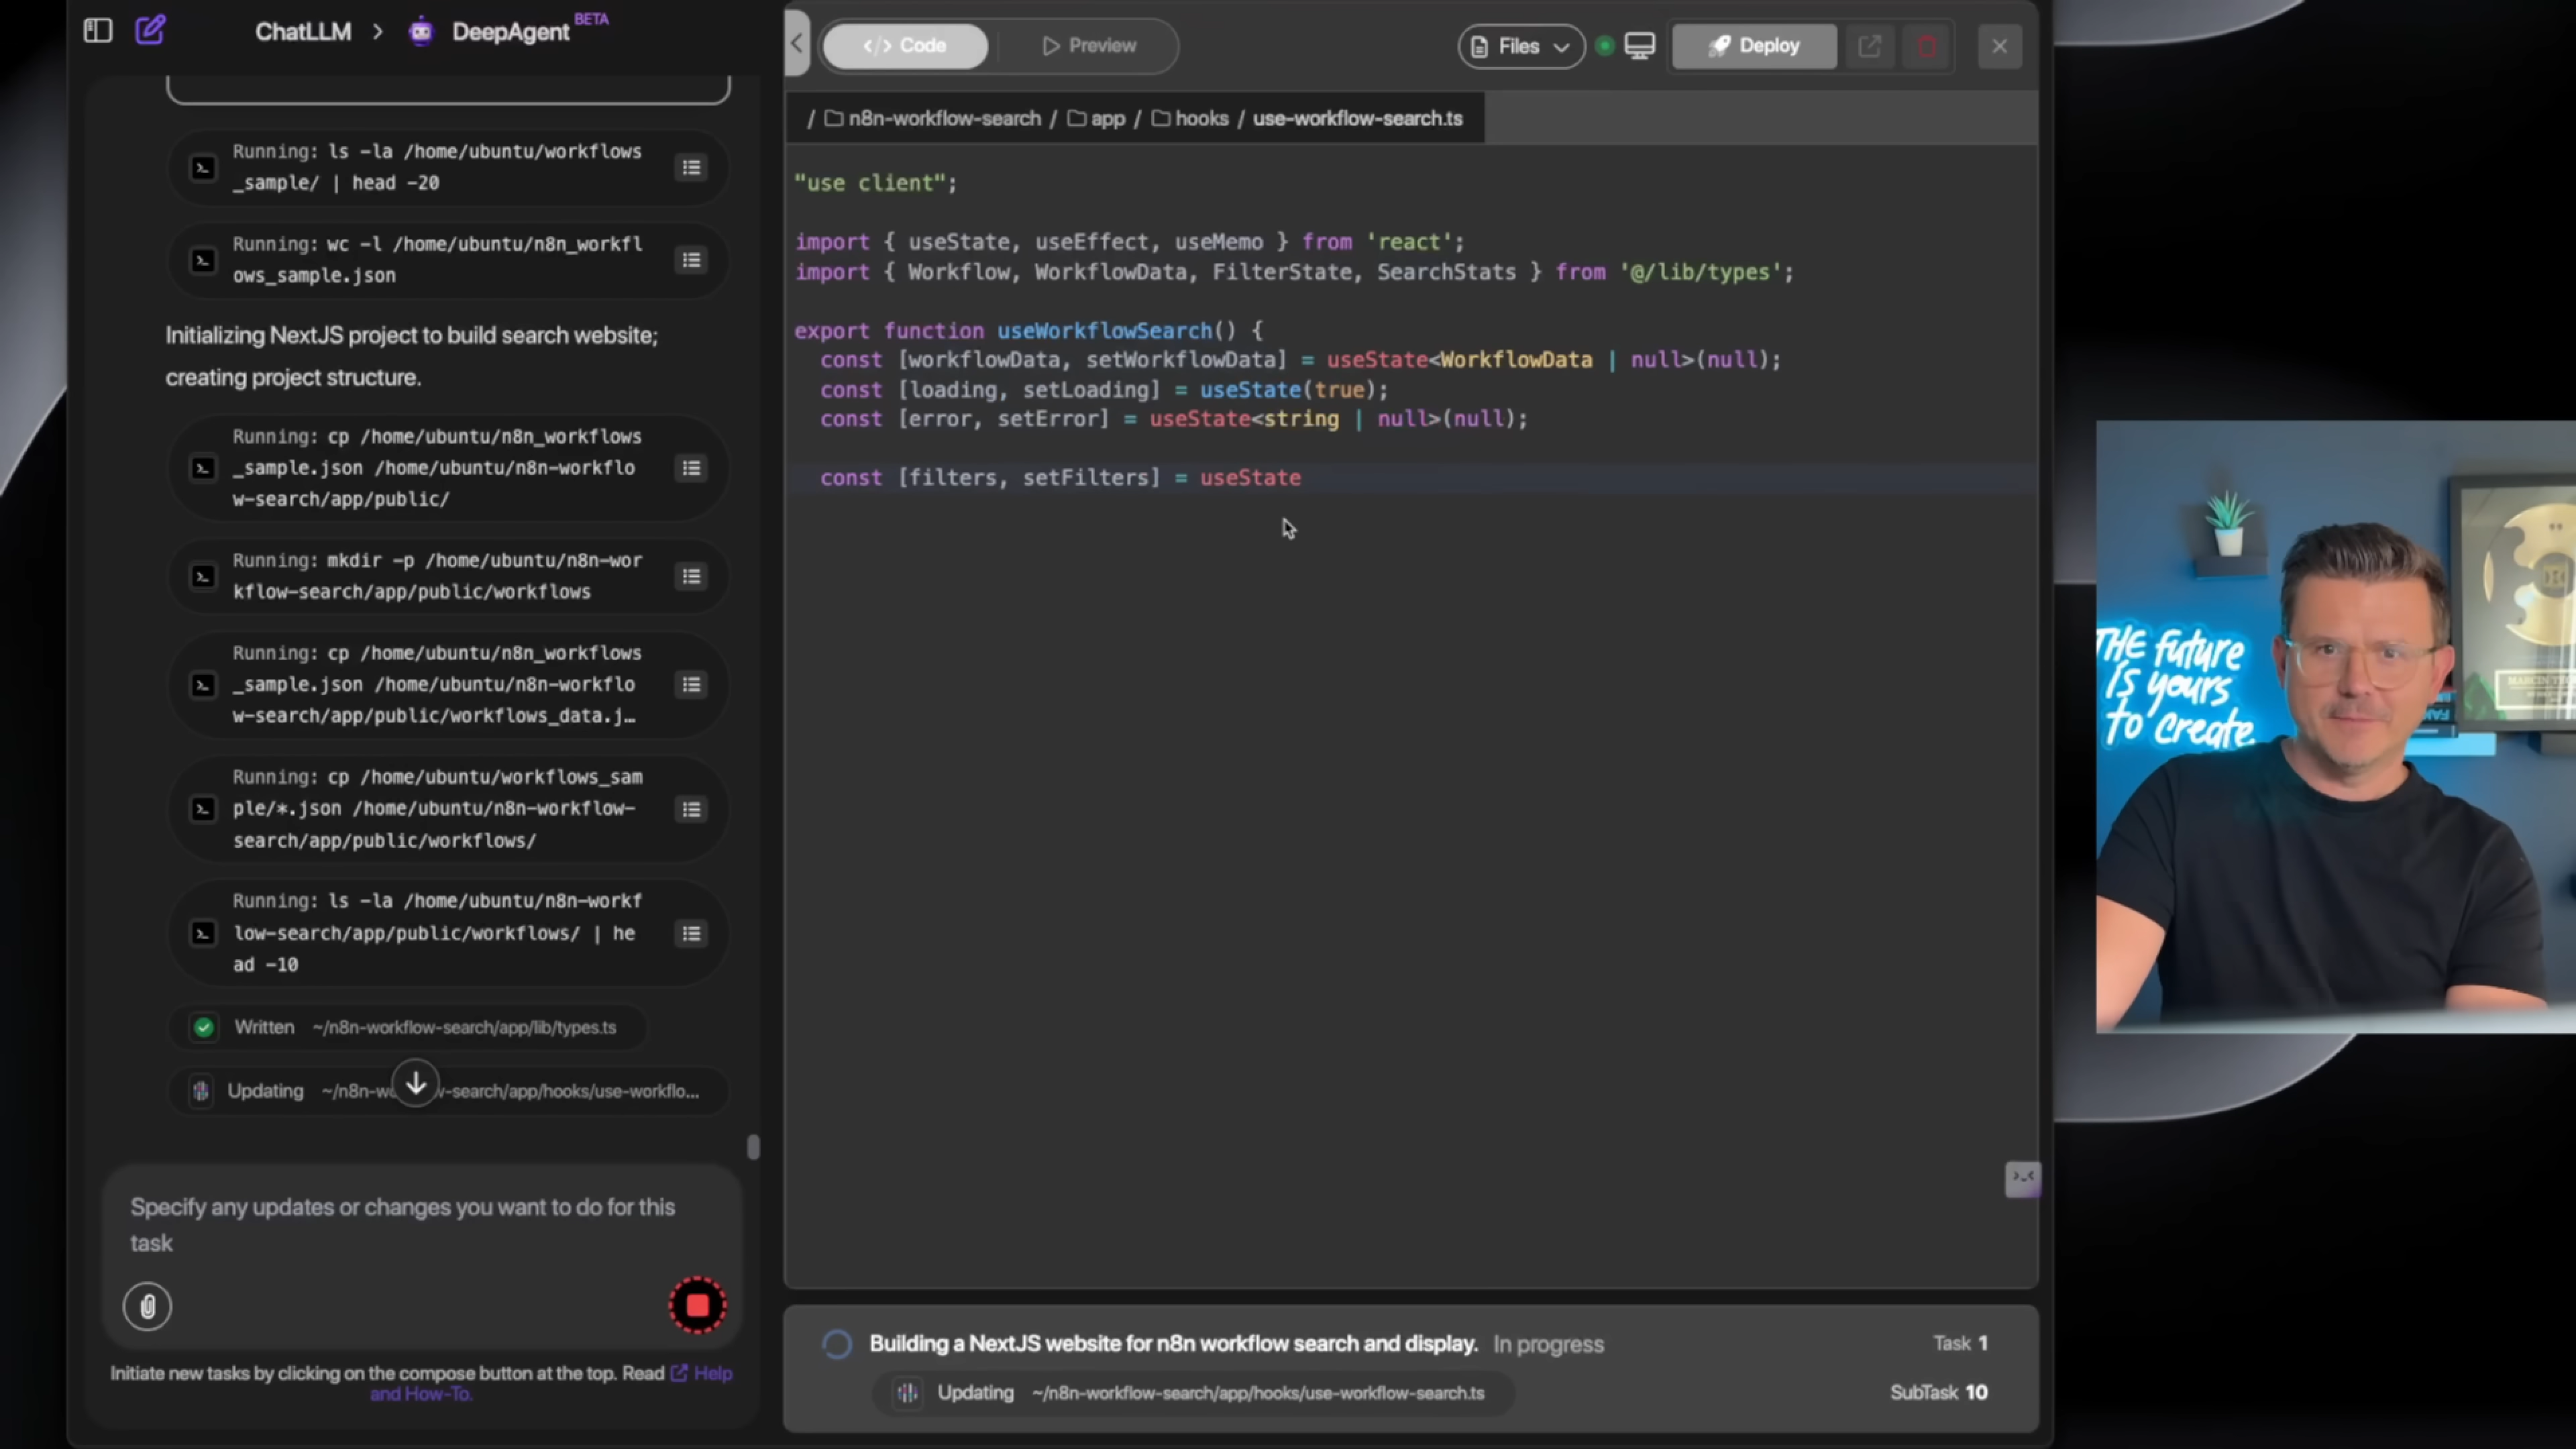 ChatLLM > DeepAgent BETA
Running: ls -la /home/ubuntu/workflows
_sample/ | head -20
Running: wc -l /home/ubuntu/n8n_workfl
ows_sample.json
Initializing NextJS project to build search website;
creating project structure.
Running: cp /home/ubuntu/n8n_workflows
_sample.json /home/ubuntu/n8n-workflo
w-search/app/public/
Running: mkdir -p /home/ubuntu/n8n-wor
kflow-search/app/public/workflows
Running: cp /home/ubuntu/n8n_workflows
_sample.json /home/ubuntu/n8n-workflo
w-search/app/public/workflows_data.j…
Running: cp /home/ubuntu/workflows_sam
ple/*.json /home/ubuntu/n8n-workflow-
search/app/public/workflows/
Running: ls -la /home/ubuntu/n8n-workf
low-search/app/public/workflows/ | he
ad -10
Written ~/n8n-workflow-search/app/lib/types.ts
Updating ~/n8n-wo w-search/app/hooks/use-workflo...
Specify any updates or changes you want to do for this
task
Initiate new tasks by clicking on the compose button at the top. Read Help
and How-To.
</> Code Preview Files Deploy
/ n8n-workflow-search / app / hooks / use-workflow-search.ts
"use client";
import { useState, useEffect, useMemo } from 'react';
import { Workflow, WorkflowData, FilterState, SearchStats } from '@/lib/types';
export function useWorkflowSearch() {
const [workflowData, setWorkflowData] = useState<WorkflowData | null>(null);
const [loading, setLoading] = useState(true);
const [error, setError] = useState<string | null>(null);
const [filters, setFilters] = useState
Building a NextJS website for n8n workflow search and display. In progress Task 1
Updating ~/n8n-workflow-search/app/hooks/use-workflow-search.ts SubTask 10
THE future
is yours
to create